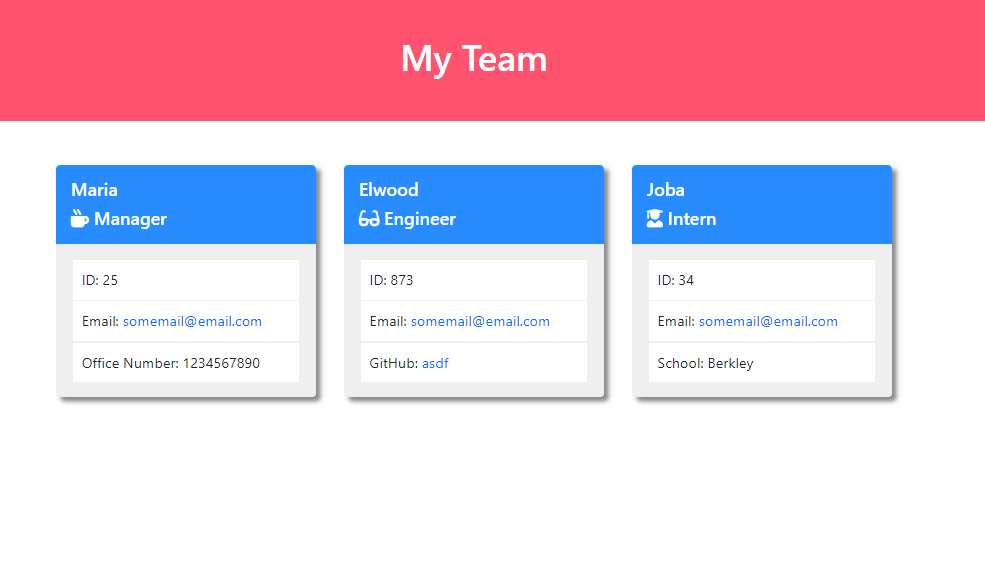 My Team
Maria
Manager
ID: 25
Email: somemail@email.com
Office Number: 1234567890
Elwood
Engineer
ID: 873
Email: somemail@email.com
GitHub: asdf
Joba
Intern
ID: 34
Email: somemail@email.com
School: Berkley